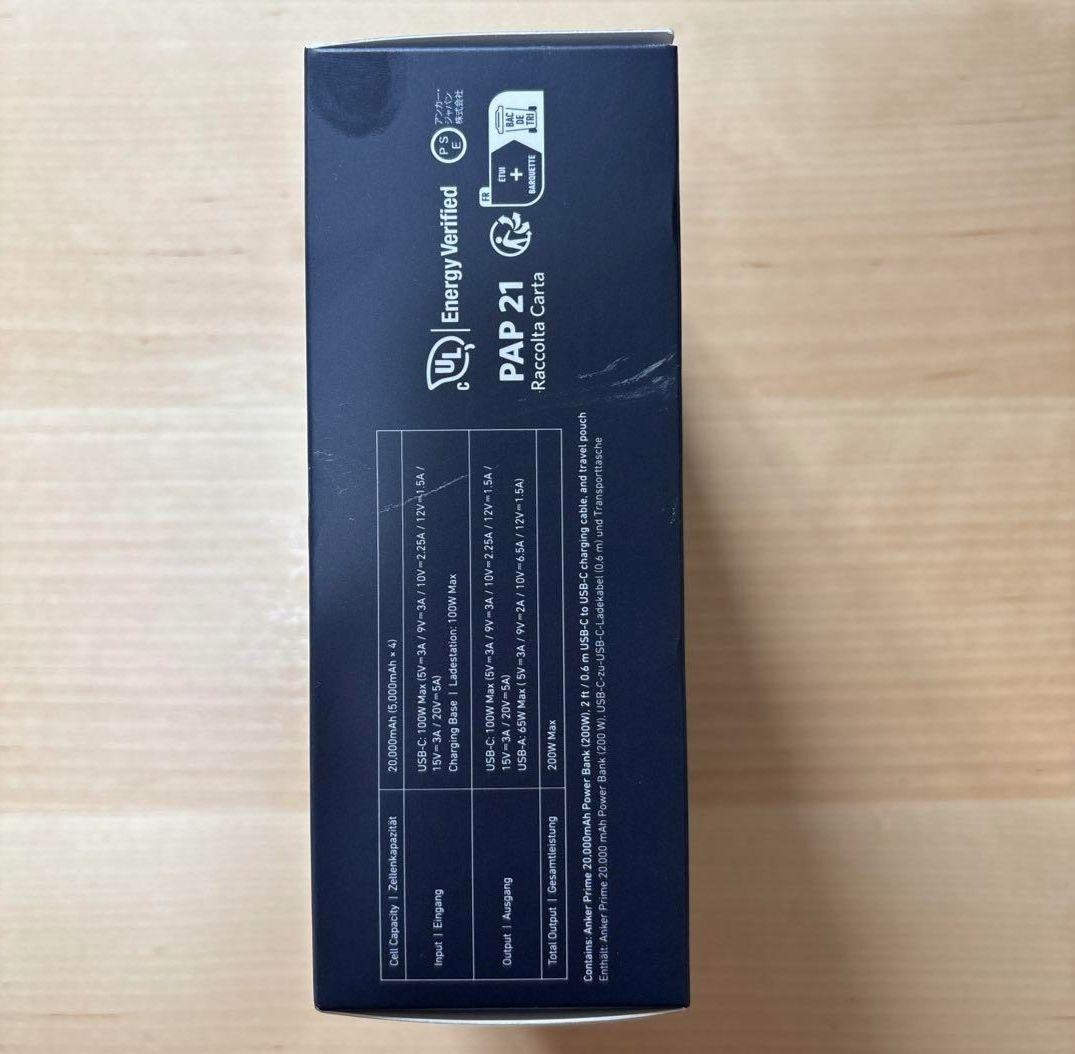 Cell Capacity | Zellenkapazität
20,000mAh (5,000mAh × 4)
Input | Eingang
USB-C: 100W Max (5V⎓3A / 9V⎓3A / 10V⎓2.25A / 12V⎓1.5A /
15V⎓3A / 20V⎓5A)
Charging Base | Ladestation: 100W Max
Output | Ausgang
USB-C: 100W Max (5V⎓3A / 9V⎓3A / 10V⎓2.25A / 12V⎓1.5A /
15V⎓3A / 20V⎓5A)
USB-A: 65W Max ( 5V⎓3A / 9V⎓2A / 10V⎓6.5A / 12V⎓1.5A)
Total Output | Gesamtleistung
200W Max
Contains: Anker Prime 20,000mAh Power Bank (200W), 2 ft / 0.6 m USB-C to USB-C charging cable, and travel pouch
Enthält: Anker Prime 20.000 mAh Power Bank (200 W), USB-C-zu-USB-C-Ladekabel (0,6 m) und Transporttasche
c UL Energy Verified
PSE
アンカー・
ジャパン
株式会社
PAP 21
Raccolta Carta
FR
ÉTUI
+
BARQUETTE
BAC
DE
TRI